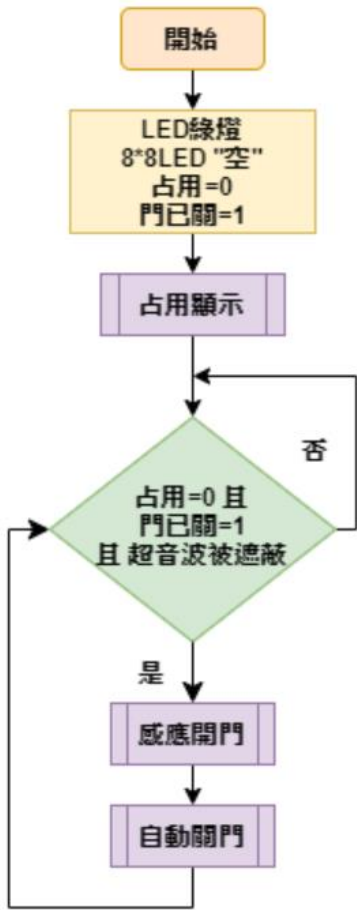 開始
LED綠燈
8*8LED "空"
占用=0
門已關=1
占用顯示
否
占用=0 且
門已關=1
且 超音波被遮蔽
是
感應開門
自動關門